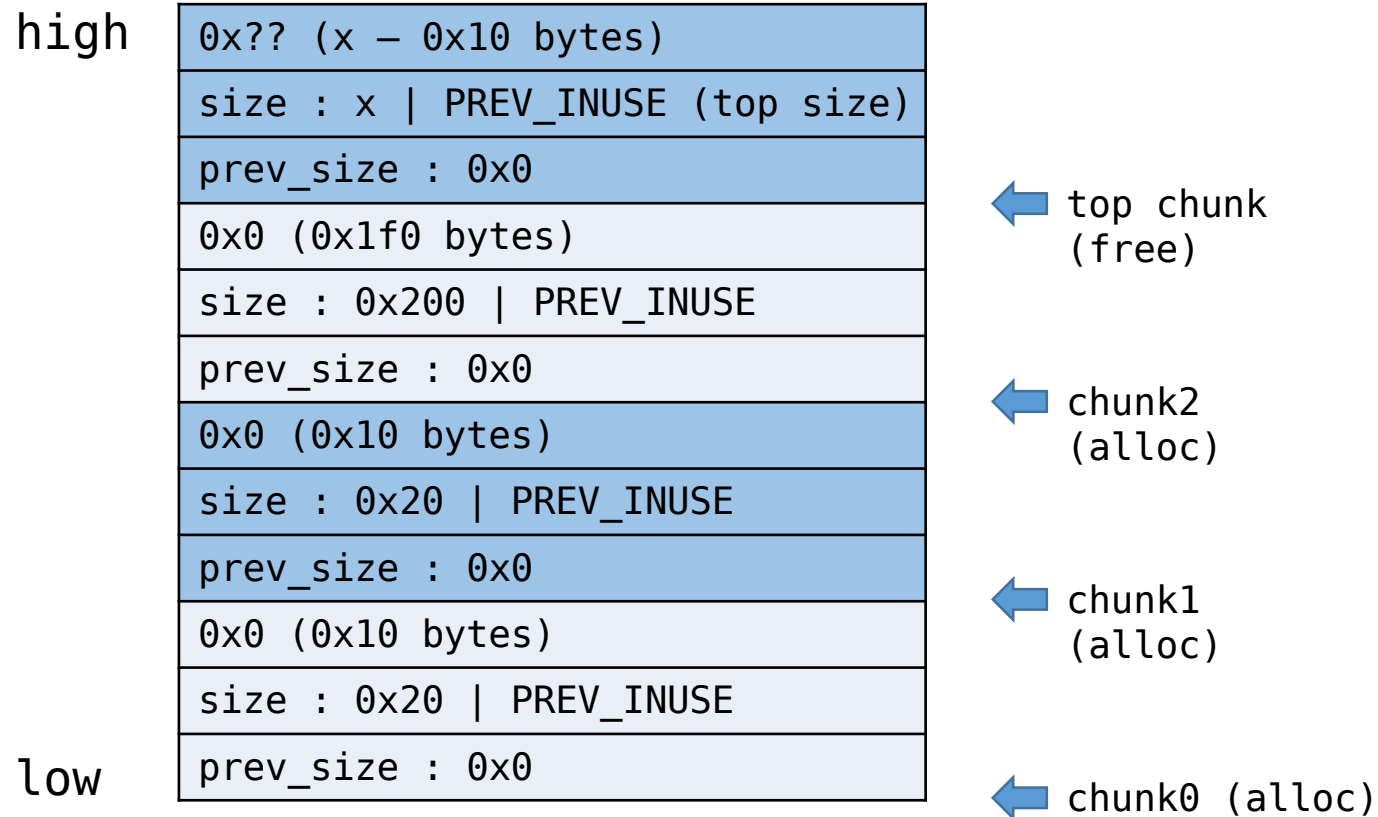 high
0x?? (x – 0x10 bytes)
size : x | PREV_INUSE (top size)
prev_size : 0x0
top chunk
(free)
0x0 (0x1f0 bytes)
size : 0x200 | PREV_INUSE
prev_size : 0x0
chunk2
(alloc)
0x0 (0x10 bytes)
size : 0x20 | PREV_INUSE
prev_size : 0x0
chunk1
(alloc)
0x0 (0x10 bytes)
size : 0x20 | PREV_INUSE
low
prev_size : 0x0
chunk0 (alloc)